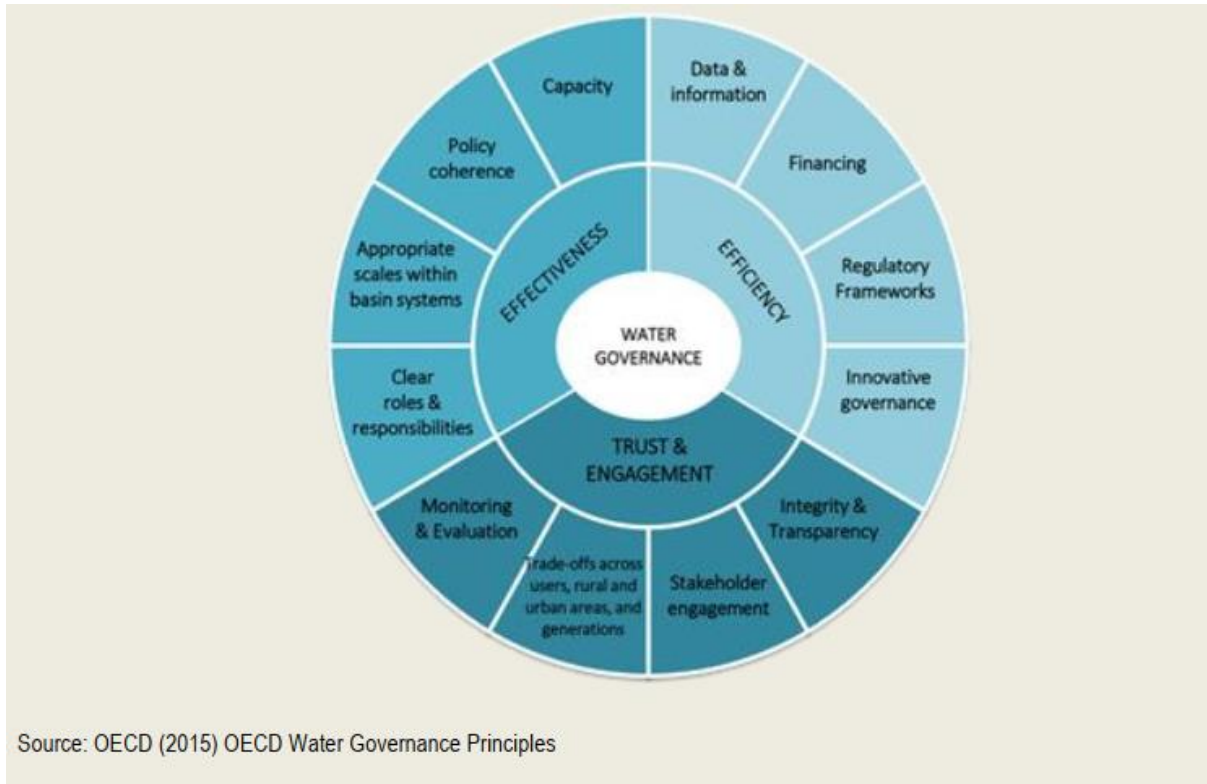 Capacity
Data &
information
Policy
coherence
Financing
Appropriate
scales within
basin systems
EFFECTIVENESS
EFFICIENCY
Regulatory
Frameworks
WATER
GOVERNANCE
Clear
roles &
responsibilities
Innovative
governance
TRUST &
ENGAGEMENT
Monitoring
& Evaluation
Integrity &
Transparency
Trade-offs across
users, rural and
urban areas, and
generations
Stakeholder
engagement
Source: OECD (2015) OECD Water Governance Principles